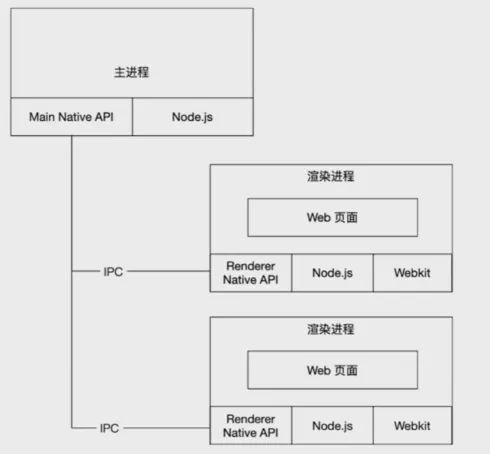 主进程
Main Native API
Node.js
渲染进程
Web 页面
IPC
Renderer
Native API
Node.js
Webkit
渲染进程
Web 页面
IPC
Renderer
Native API
Node.js
Webkit